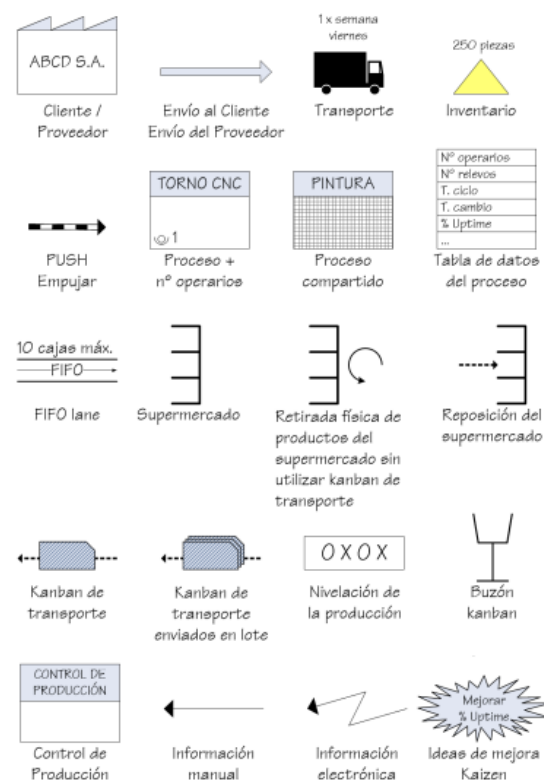 1 x semana
viernes
250 piezas
ABCD S.A.
Cliente /
Proveedor
Envío al Cliente
Envío del Proveedor
Transporte
Inventario
TORNO CNC
1
PINTURA
Nº operarios
Nº relevos
T. ciclo
T. cambio
% Uptime
...
PUSH
Empujar
Proceso +
nº operarios
Proceso
compartido
Tabla de datos
del proceso
10 cajas máx.
FIFO
FIFO lane
Supermercado
Retirada física de
productos del
supermercado sin
utilizar kanban de
transporte
Reposición del
supermercado
Kanban de
transporte
Kanban de
transporte
enviados en lote
OXOX
Nivelación de
la producción
Buzón
kanban
CONTROL DE
PRODUCCIÓN
Mejorar
% Uptime
Control de
Producción
Información
manual
Información
electrónica
Ideas de mejora
Kaizen